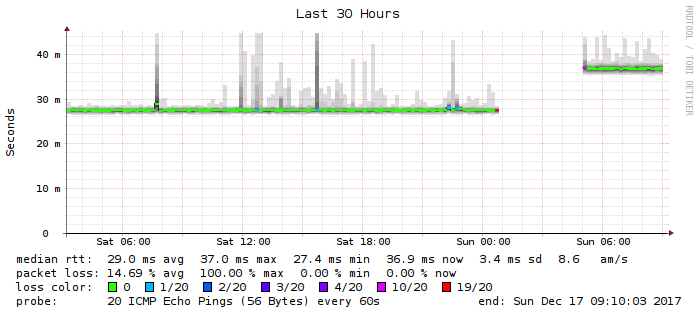 Last 30 Hours
RRDTOOL / TOBI OETIKER
Seconds
40 m
30 m
20 m
10 m
0
Sat 06:00 Sat 12:00 Sat 18:00 Sun 00:00 Sun 06:00
median rtt: 29.0 ms avg 37.0 ms max 27.4 ms min 36.9 ms now 3.4 ms sd 8.6 am/s
packet loss: 14.69 % avg 100.00 % max 0.00 % min 0.00 % now
loss color: 0 1/20 2/20 3/20 4/20 10/20 19/20
probe: 20 ICMP Echo Pings (56 Bytes) every 60s end: Sun Dec 17 09:10:03 2017